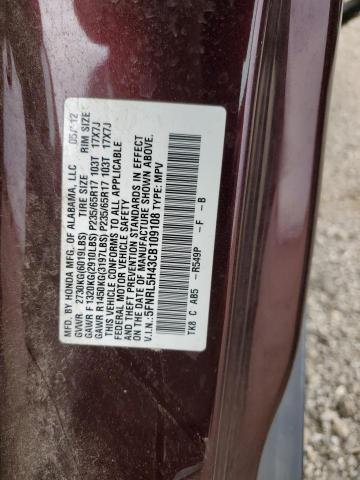 MFD. BY HONDA MFG. OF ALABAMA, LLC 05/12
GVWR 2730KG(6019LBS) TIRE SIZE RIM SIZE
GAWR F 1320KG(2910LBS) P235/65R17 103T 17X7J
GAWR R 1450KG(3197LBS) P235/65R17 103T 17X7J
THIS VEHICLE CONFORMS TO ALL APPLICABLE
FEDERAL MOTOR VEHICLE SAFETY
AND THEFT PREVENTION STANDARDS IN EFFECT
ON THE DATE OF MANUFACTURE SHOWN ABOVE.
V.I.N.: 5FNRL5H43CB109108 TYPE: MPV
TK8 C AB5 -R549P - F - B